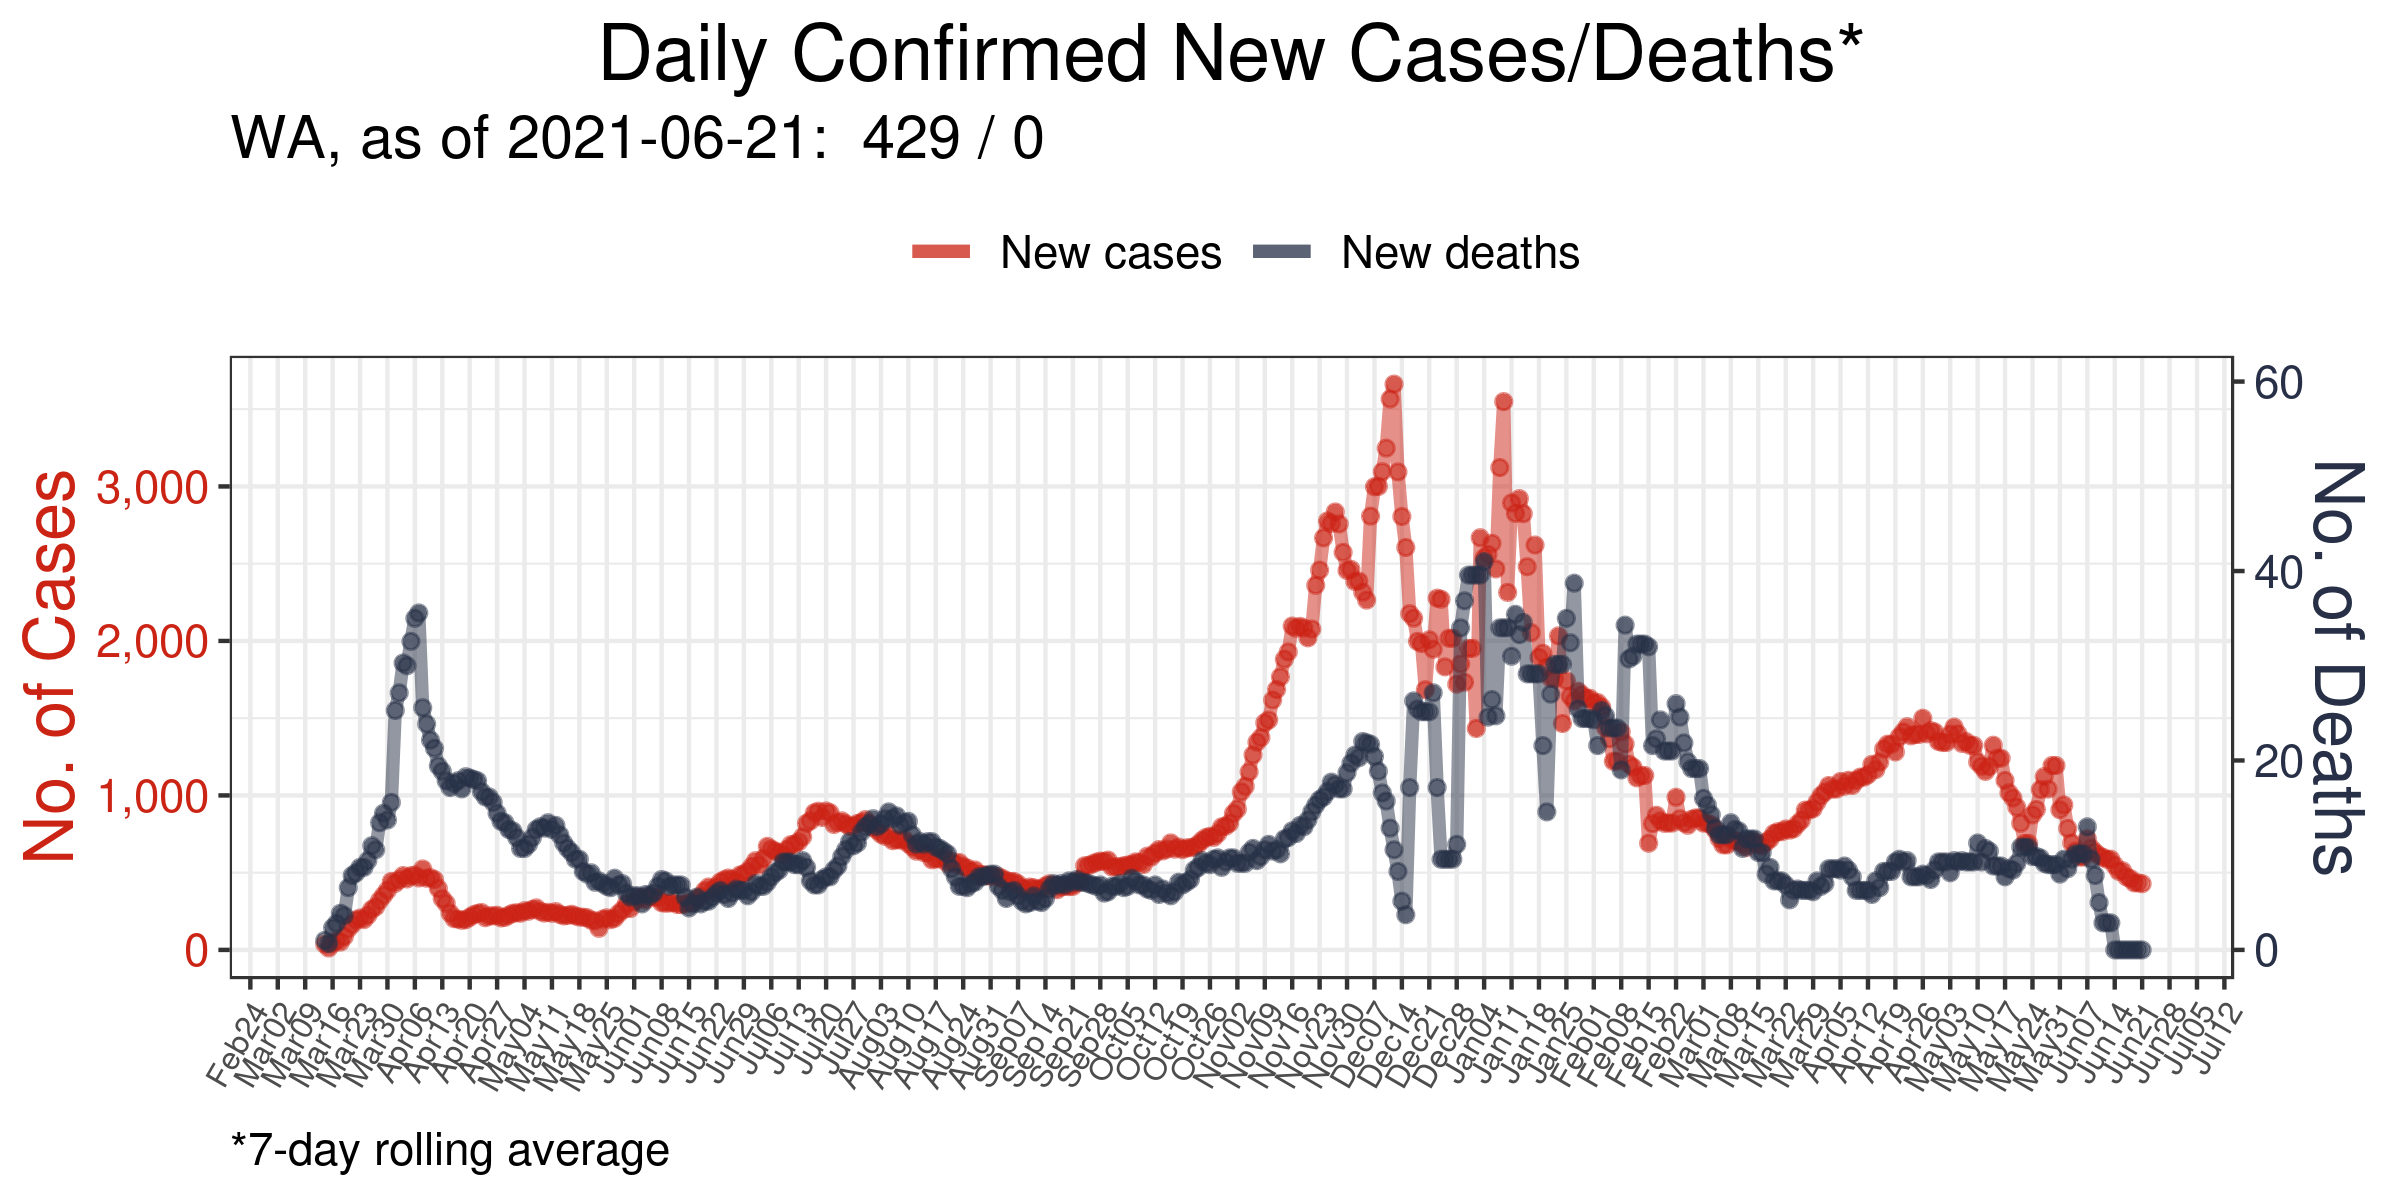 Daily Confirmed New Cases/Deaths*
WA, as of 2021-06-21:  429 / 0
New cases New deaths
No. of Cases
3,000
2,000
1,000
0
60
40
20
0
No. of Deaths
Feb24 Mar02 Mar09 Mar16 Mar23 Mar30 Apr06 Apr13 Apr20 Apr27 May04 May11 May18 May25 Jun01 Jun08 Jun15 Jun22 Jun29 Jul06 Jul13 Jul20 Jul27 Aug03 Aug10 Aug17 Aug24 Aug31 Sep07 Sep14 Sep21 Sep28 Oct05 Oct12 Oct19 Oct26 Nov02 Nov09 Nov16 Nov23 Nov30 Dec07 Dec14 Dec21 Dec28 Jan04 Jan11 Jan18 Jan25 Feb01 Feb08 Feb15 Feb22 Mar01 Mar08 Mar15 Mar22 Mar29 Apr05 Apr12 Apr19 Apr26 May03 May10 May17 May24 May31 Jun07 Jun14 Jun21 Jun28 Jul05 Jul12
*7-day rolling average